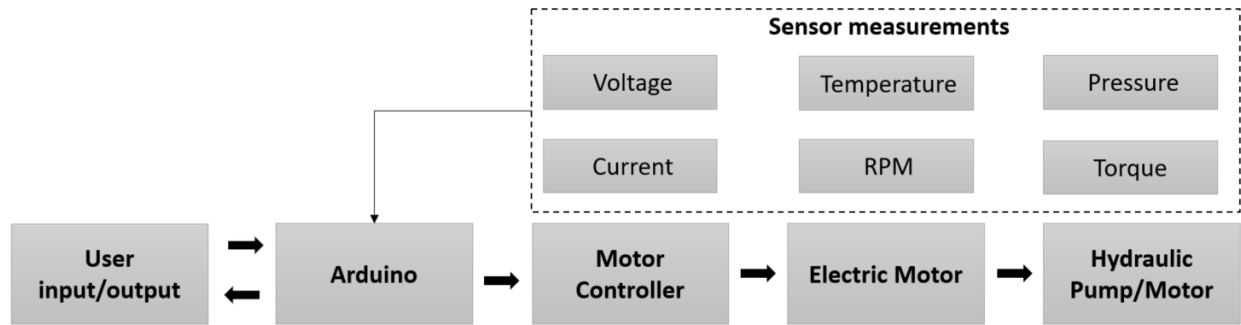 Sensor measurements
Voltage
Temperature
Pressure
Current
RPM
Torque
User
input/output
Arduino
Motor
Controller
Electric Motor
Hydraulic
Pump/Motor